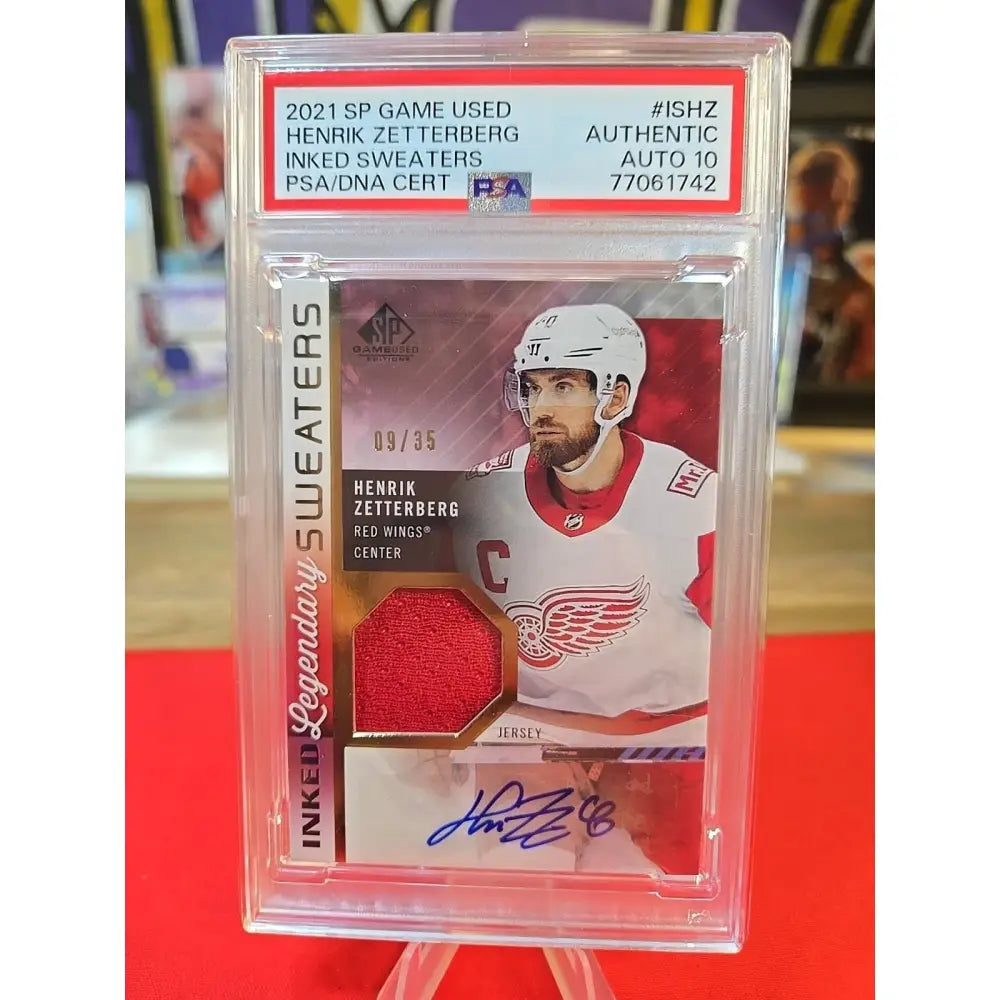 2021 SP GAME USED #ISHZ
HENRIK ZETTERBERG AUTHENTIC
INKED SWEATERS AUTO 10
PSA/DNA CERT PSA 77061742
SP
GAME USED
EDITIONS
09/35
HENRIK
ZETTERBERG
RED WINGS®
CENTER
C
JERSEY
INKED Legendary SWEATERS